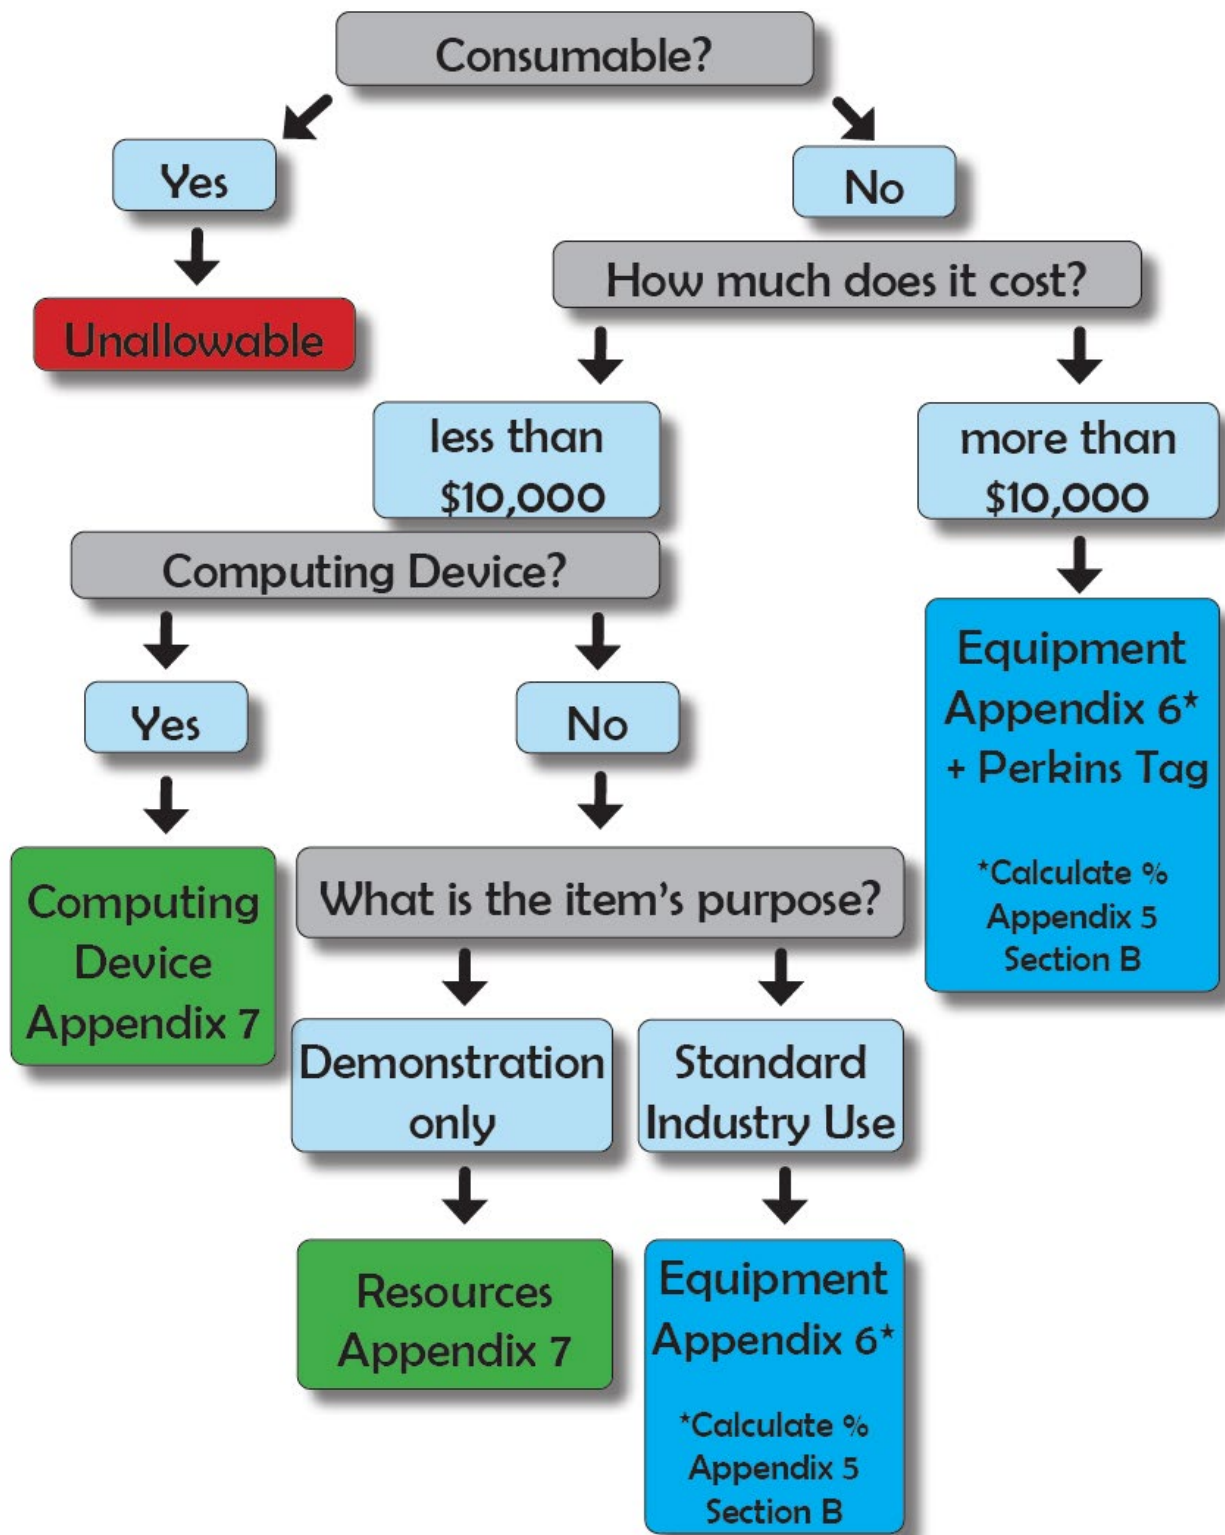 Consumable?
Yes
No
Unallowable
How much does it cost?
less than
$10,000
more than
$10,000
Computing Device?
Yes
No
Equipment
Appendix 6*
+ Perkins Tag
*Calculate %
Appendix 5
Section B
Computing
Device
Appendix 7
What is the item's purpose?
Demonstration
only
Standard
Industry Use
Resources
Appendix 7
Equipment
Appendix 6*
*Calculate %
Appendix 5
Section B